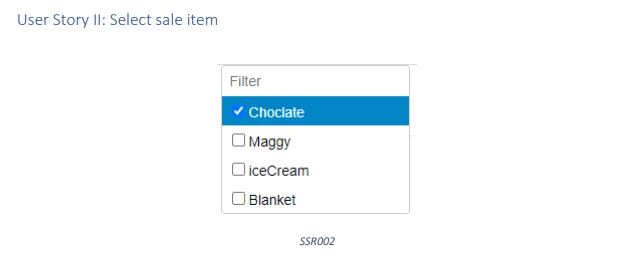 User Story II: Select sale item
Filter
Choclate
Maggy
iceCream
Blanket
SSR002